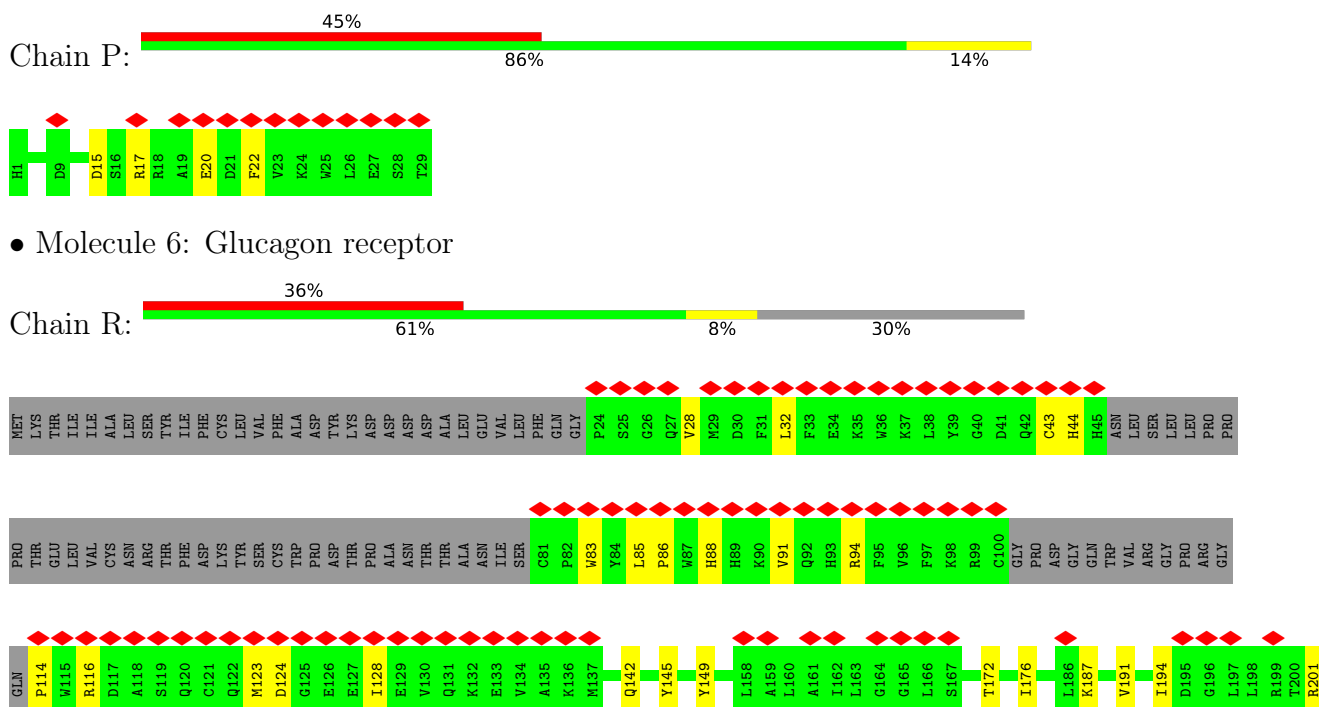 45%
Chain P:
86% 14%
H1 D9 D15 S16 R17 R18 A19 E20 D21 F22 V23 K24 W25 L26 E27 S28 T29
• Molecule 6: Glucagon receptor
36%
Chain R:
61% 8% 30%
MET LYS THR ILE ILE ALA LEU SER TYR ILE PHE CYS LEU VAL PHE ALA ASP TYR LYS ASP ASP ASP ASP ALA LEU GLU VAL LEU PHE GLN GLY P24 S25 G26 Q27 V28 M29 D30 F31 L32 F33 E34 K35 W36 K37 L38 Y39 G40 D41 Q42 C43 H44 H45 ASN LEU SER LEU LEU PRO PRO
PRO THR GLU LEU VAL CYS ASN ARG THR PHE ASP LYS TYR SER CYS TRP PRO ASP THR PRO ALA ASN THR THR ALA ASN ILE SER C81 P82 W83 Y84 L85 P86 W87 H88 H89 K90 V91 Q92 H93 R94 F95 V96 F97 K98 R99 C100 GLY PRO ASP GLY GLN TRP VAL ARG GLY PRO ARG GLY
GLN P114 W115 R116 D117 A118 S119 Q120 C121 Q122 M123 D124 G125 E126 E127 I128 E129 V130 Q131 K132 E133 V134 A135 K136 M137 Q142 Y145 Y149 L158 A159 L160 A161 I162 L163 G164 G165 L166 S167 T172 I176 L186 K187 V191 I194 D195 G196 L197 L198 R199 T200 R201